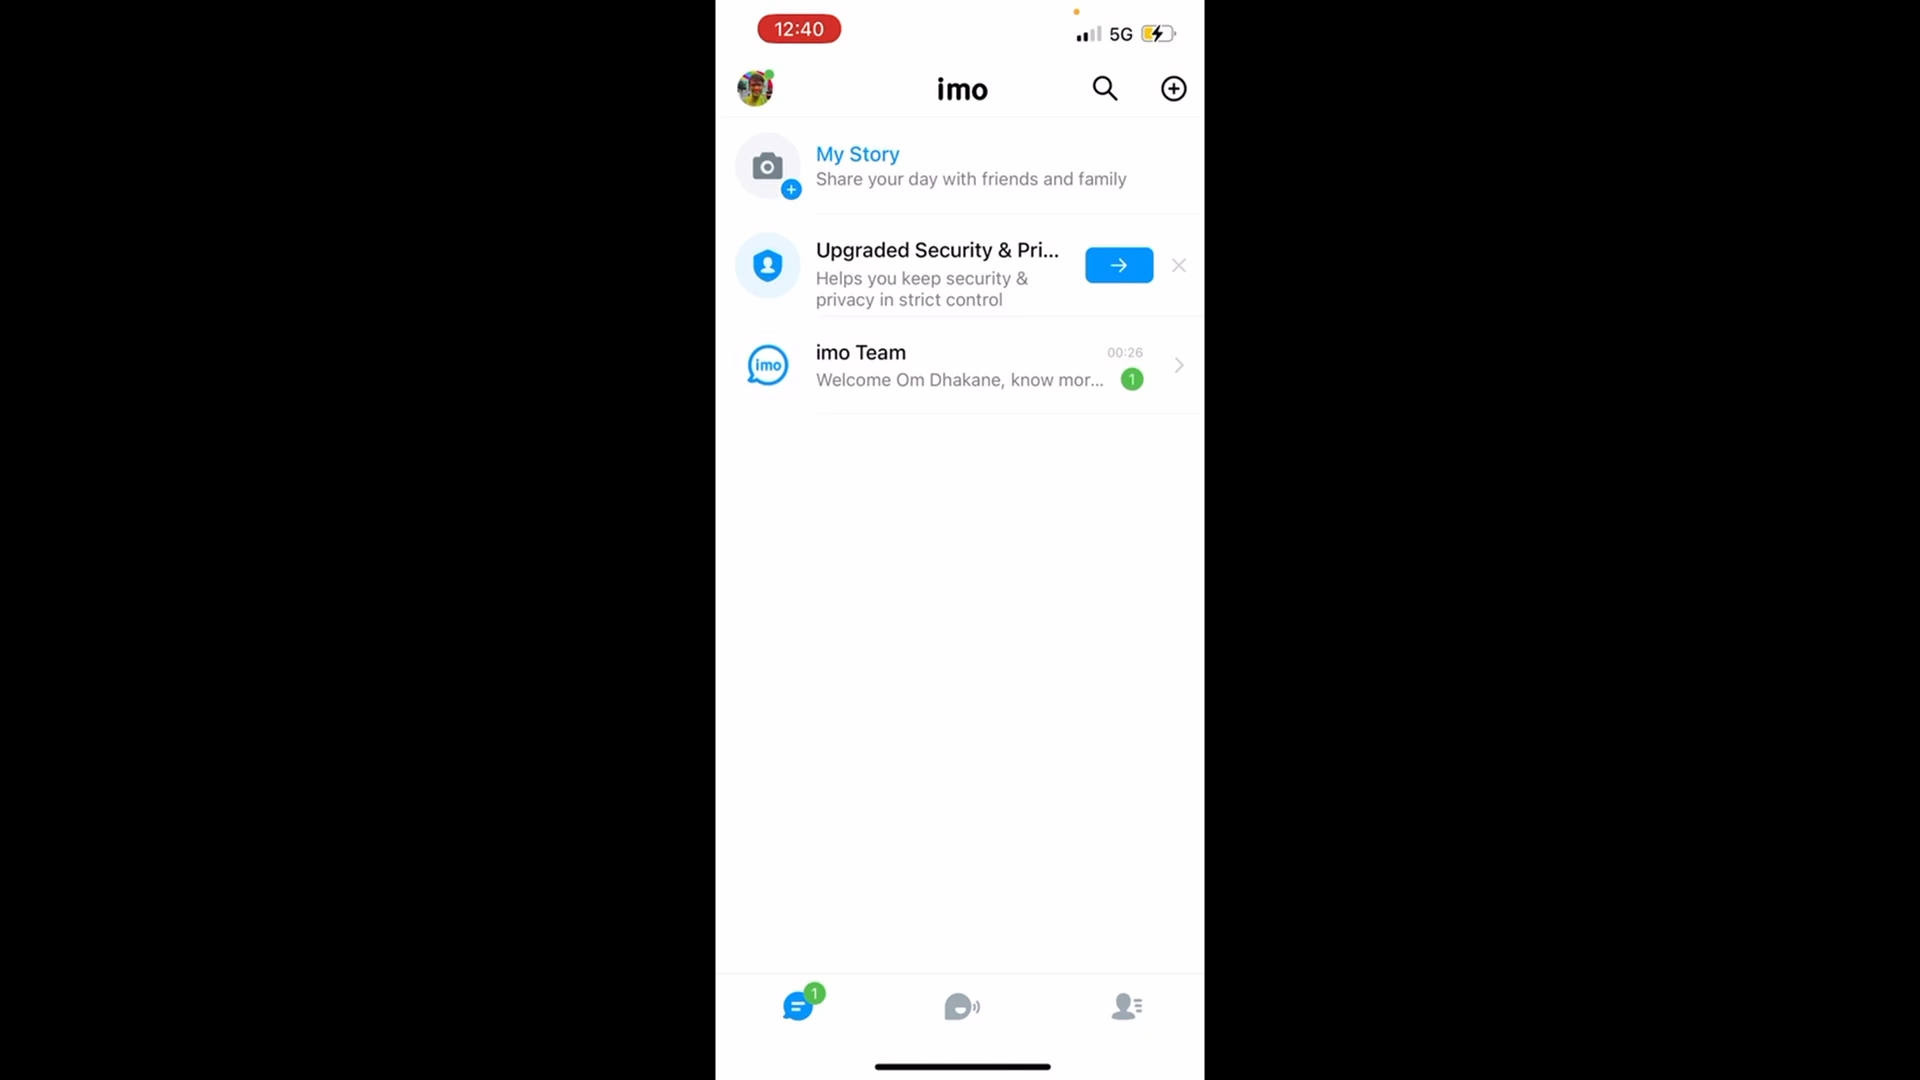 12:40
5G
imo
My Story
Share your day with friends and family
Upgraded Security & Pri...
Helps you keep security &
privacy in strict control
imo
imo Team
00:26
Welcome Om Dhakane, know mor...
1
1